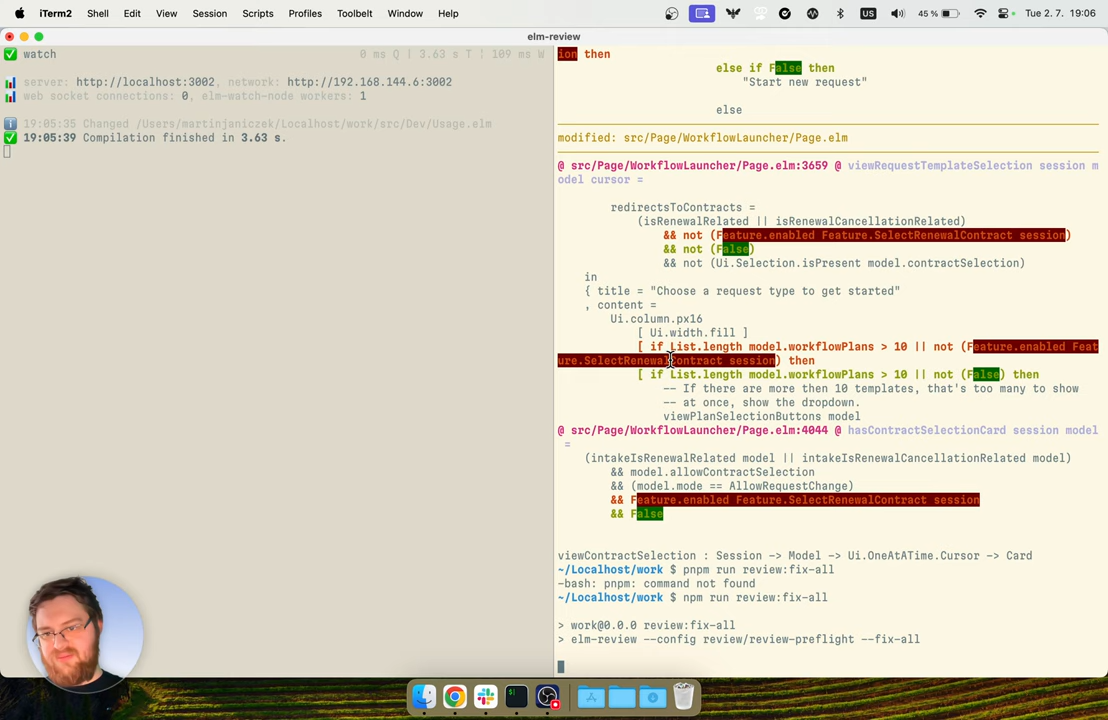 iTerm2 Shell Edit View Session Scripts Profiles Toolbelt Window Help US 45 % Tue 2. 7. 19:06
elm-review
watch 0 ms Q ¦ 3.63 s T ¦ 109 ms W
server: http://localhost:3002, network: http://192.168.144.6:3002
web socket connections: 0, elm-watch-node workers: 1
19:05:35 Changed /Users/martinjaniczek/Localhost/work/src/Dev/Usage.elm
19:05:39 Compilation finished in 3.63 s.
ion then
else if False then
"Start new request"
else
modified: src/Page/WorkflowLauncher/Page.elm
@ src/Page/WorkflowLauncher/Page.elm:3659 @ viewRequestTemplateSelection session m
odel cursor =
redirectsToContracts =
(isRenewalRelated || isRenewalCancellationRelated)
&& not (Feature.enabled Feature.SelectRenewalContract session)
&& not (False)
&& not (Ui.Selection.isPresent model.contractSelection)
in
{ title = "Choose a request type to get started"
, content =
Ui.column.px16
[ Ui.width.fill ]
[ if List.length model.workflowPlans > 10 || not (Feature.enabled Feat
ure.SelectRenewalContract session) then
[ if List.length model.workflowPlans > 10 || not (False) then
-- If there are more then 10 templates, that's too many to show
-- at once, show the dropdown.
viewPlanSelectionButtons model
@ src/Page/WorkflowLauncher/Page.elm:4044 @ hasContractSelectionCard session model
=
(intakeIsRenewalRelated model || intakeIsRenewalCancellationRelated model)
&& model.allowContractSelection
&& (model.mode == AllowRequestChange)
&& Feature.enabled Feature.SelectRenewalContract session
&& False
viewContractSelection : Session -> Model -> Ui.OneAtATime.Cursor -> Card
~/Localhost/work $ pnpm run review:fix-all
-bash: pnpm: command not found
~/Localhost/work $ npm run review:fix-all
> work@0.0.0 review:fix-all
> elm-review --config review/review-preflight --fix-all